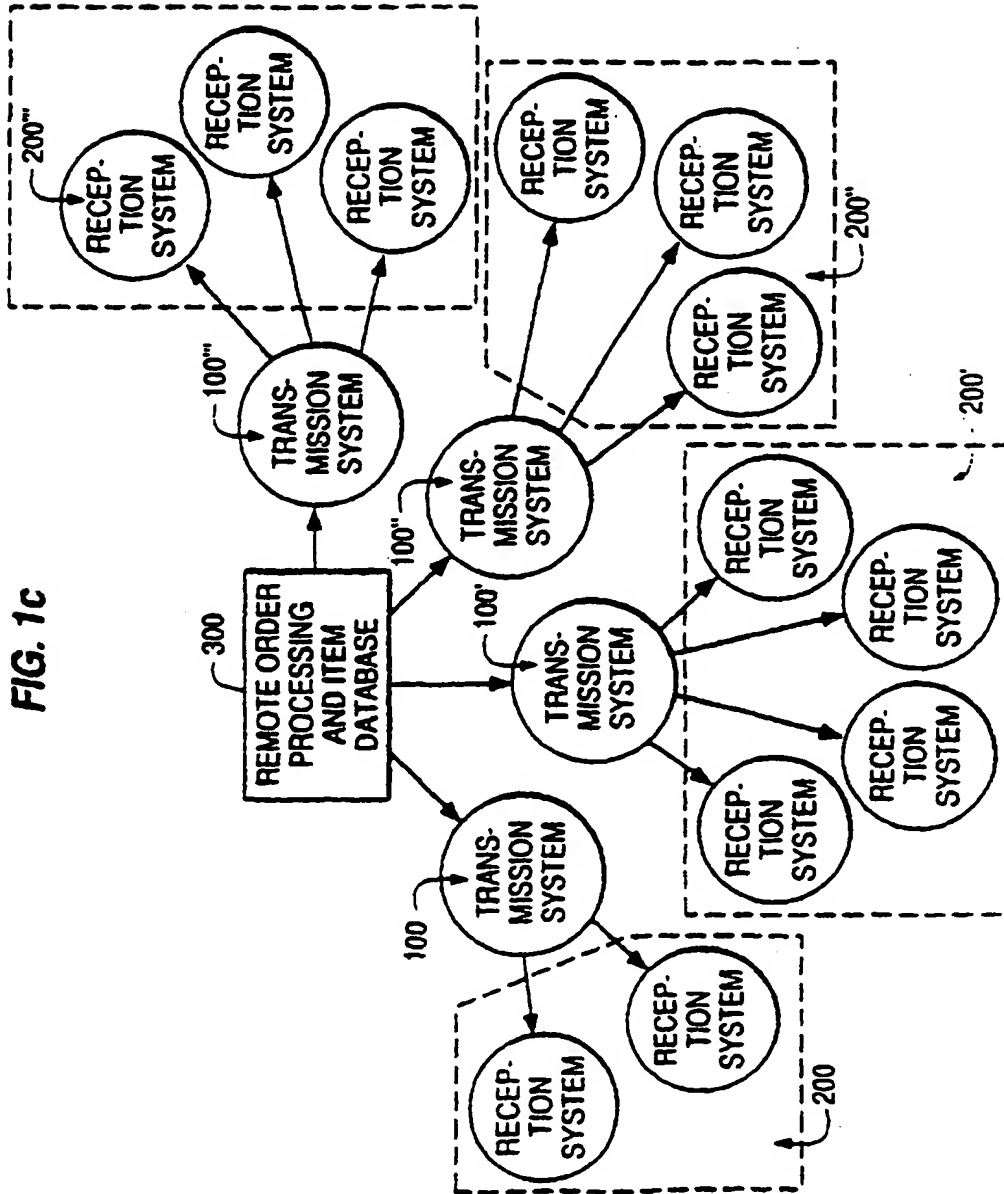 FIG. 1c
300
REMOTE ORDER
PROCESSING
AND ITEM
DATABASE
100
TRANS-
MISSION
SYSTEM
RECEP-
TION
SYSTEM
RECEP-
TION
SYSTEM
200
100'
TRANS-
MISSION
SYSTEM
RECEP-
TION
SYSTEM
RECEP-
TION
SYSTEM
RECEP-
TION
SYSTEM
RECEP-
TION
SYSTEM
200'
100''
TRANS-
MISSION
SYSTEM
RECEP-
TION
SYSTEM
RECEP-
TION
SYSTEM
RECEP-
TION
SYSTEM
200''
100'''
TRANS-
MISSION
SYSTEM
200'''
RECEP-
TION
SYSTEM
RECEP-
TION
SYSTEM
RECEP-
TION
SYSTEM